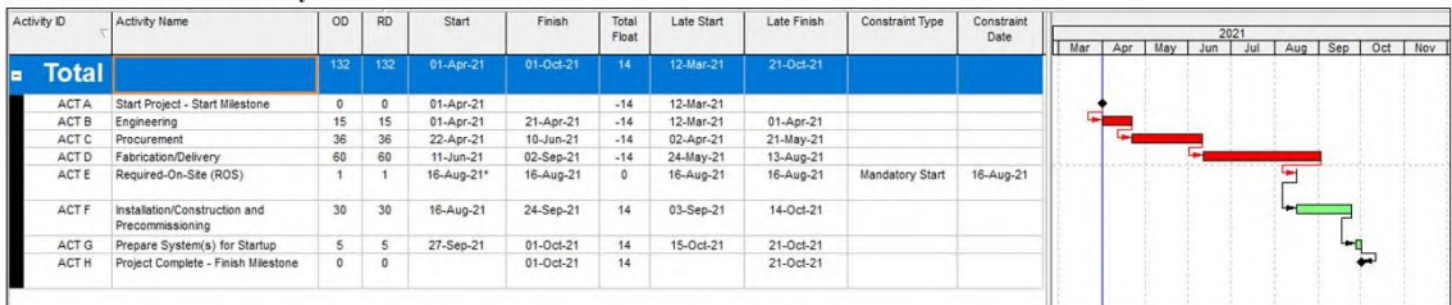 Activity ID Activity Name OD RD Start Finish Total Float Late Start Late Finish Constraint Type Constraint Date
2021
Mar Apr May Jun Jul Aug Sep Oct Nov
Total 132 132 01-Apr-21 01-Oct-21 14 12-Mar-21 21-Oct-21
ACT A Start Project - Start Milestone 0 0 01-Apr-21 -14 12-Mar-21
ACT B Engineering 15 15 01-Apr-21 21-Apr-21 -14 12-Mar-21 01-Apr-21
ACT C Procurement 36 36 22-Apr-21 10-Jun-21 -14 02-Apr-21 21-May-21
ACT D Fabrication/Delivery 60 60 11-Jun-21 02-Sep-21 -14 24-May-21 13-Aug-21
ACT E Required-On-Site (ROS) 1 1 16-Aug-21* 16-Aug-21 0 16-Aug-21 16-Aug-21 Mandatory Start 16-Aug-21
ACT F Installation/Construction and Precommissioning 30 30 16-Aug-21 24-Sep-21 14 03-Sep-21 14-Oct-21
ACT G Prepare System(s) for Startup 5 5 27-Sep-21 01-Oct-21 14 15-Oct-21 21-Oct-21
ACT H Project Complete - Finish Milestone 0 0 01-Oct-21 14 21-Oct-21